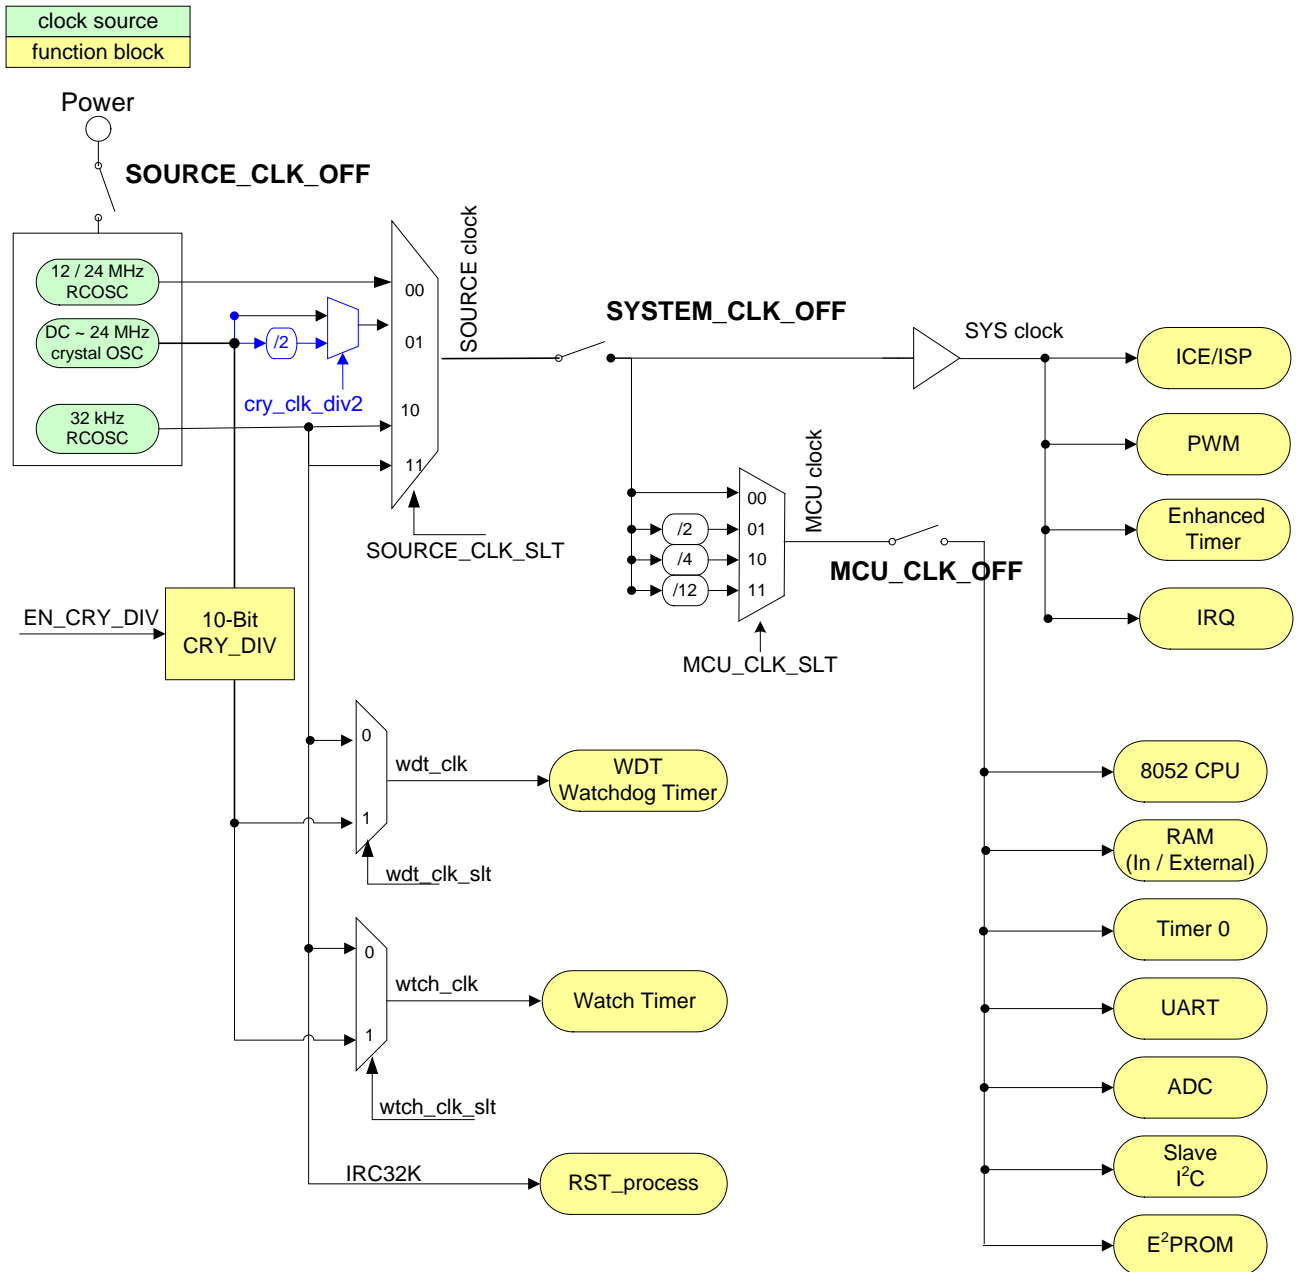 clock source
function block
Power
SOURCE_CLK_OFF
12 / 24 MHz
RCOSC
DC ~ 24 MHz
crystal OSC
32 kHz
RCOSC
/2
cry_clk_div2
00
01
10
11
SOURCE clock
SOURCE_CLK_SLT
SYSTEM_CLK_OFF
SYS clock
ICE/ISP
PWM
Enhanced
Timer
IRQ
/2
/4
/12
00
01
10
11
MCU clock
MCU_CLK_OFF
MCU_CLK_SLT
EN_CRY_DIV
10-Bit
CRY_DIV
0
1
wdt_clk
wdt_clk_slt
WDT
Watchdog Timer
0
1
wtch_clk
wtch_clk_slt
Watch Timer
IRC32K
RST_process
8052 CPU
RAM
(In / External)
Timer 0
UART
ADC
Slave
I²C
E²PROM